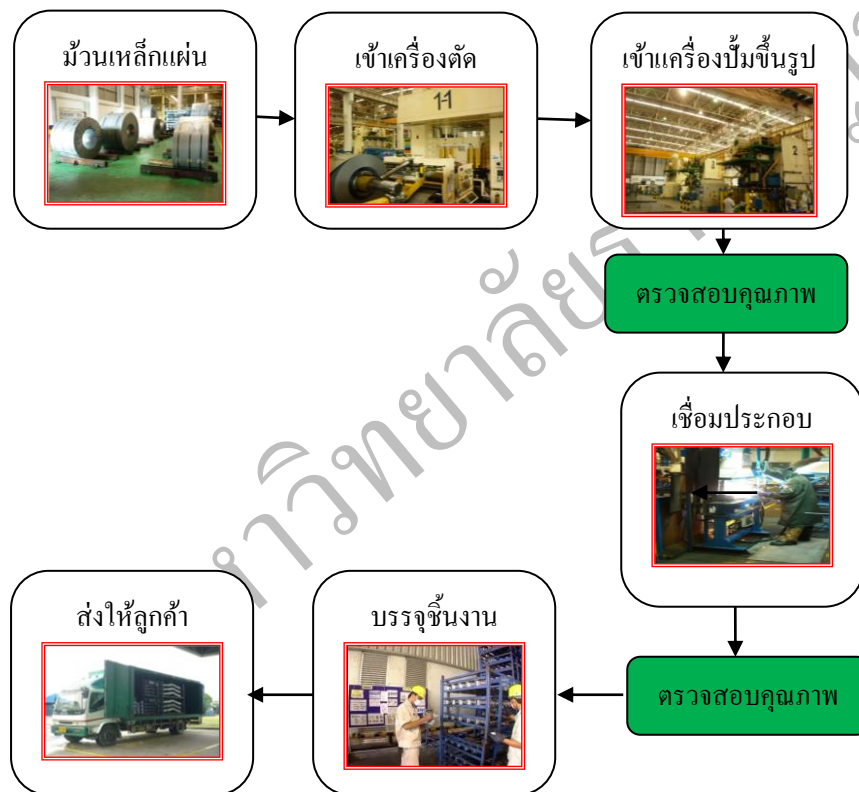 ม้วนเหล็กแผ่น
เข้าเครื่องตัด
เข้าแครื่องปั้มขึ้นรูป
1-1
2
ตรวจสอบคุณภาพ
เชื่อมประกอบ
ส่งให้ลูกค้า
บรรจุชิ้นงาน
ตรวจสอบคุณภาพ